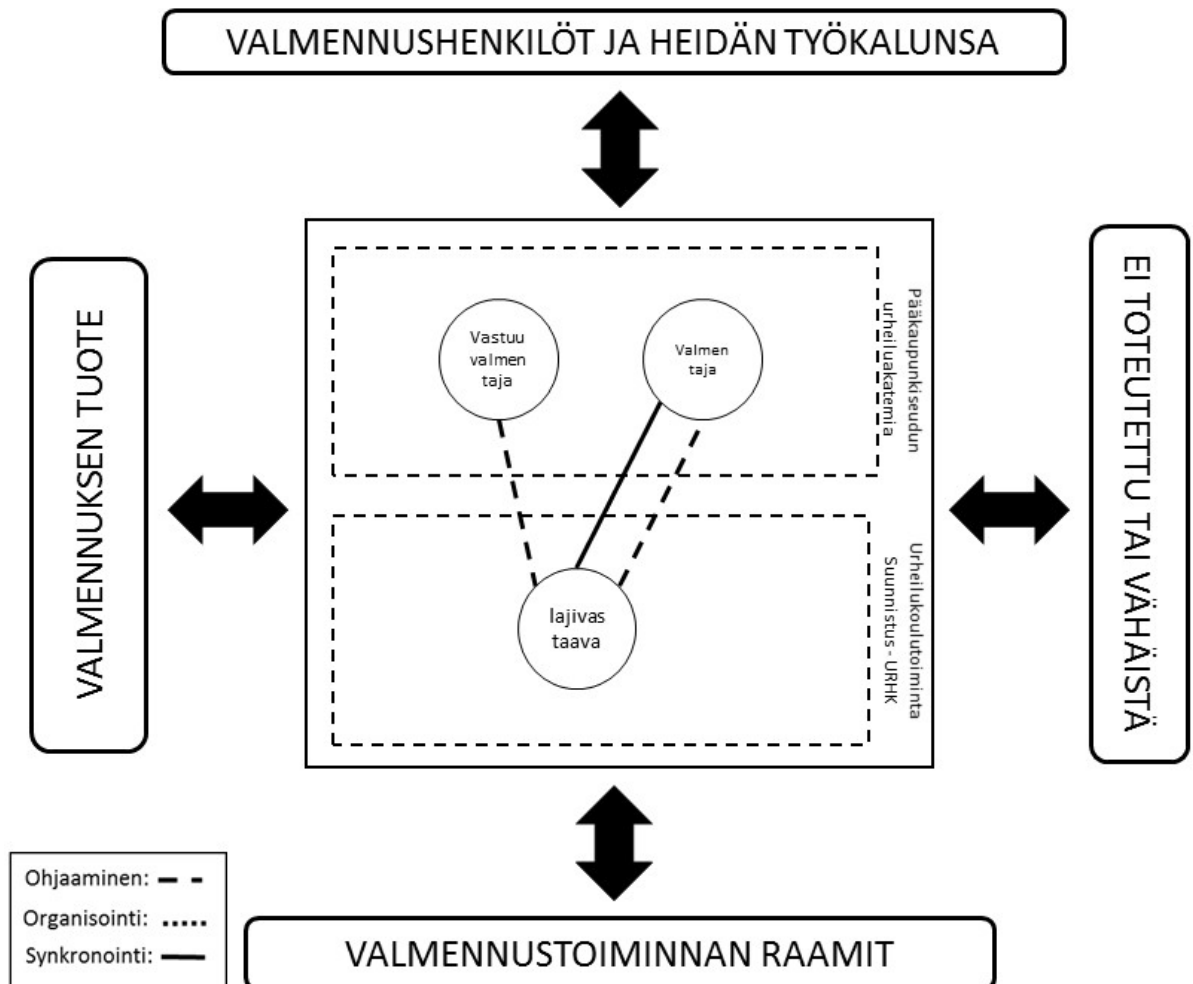 VALMENNUSHENKILÖT JA HEIDÄN TYÖKALUNSA
VALMENNUKSEN TUOTE
Vastuu
valmen
taja
Valmen
taja
Pääkaupunkiseudun
urheiluakatemia
lajivas
taava
Urheilukoulutoiminta
Suunnistus - URHK
EI TOTEUTETTU TAI VÄHÄISTÄ
Ohjaaminen:
Organisointi:
Synkronointi:
VALMENNUSTOIMINNAN RAAMIT